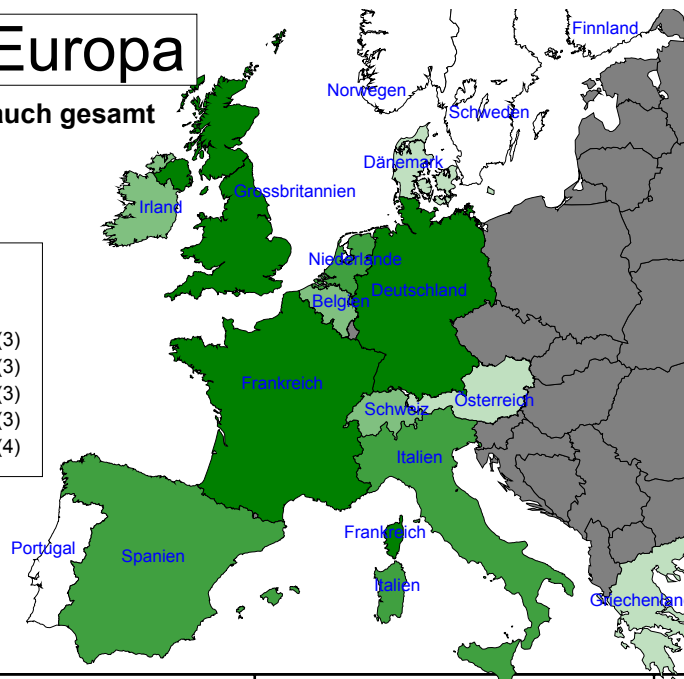 Europa
auch gesamt
(3)
(3)
(3)
(3)
(4)
Finnland
Norwegen
Schweden
Dänemark
Grossbritannien
Irland
Niederlande
Deutschland
Belgien
Frankreich
Schweiz
Österreich
Italien
Frankreich
Portugal
Spanien
Italien
Griechenland